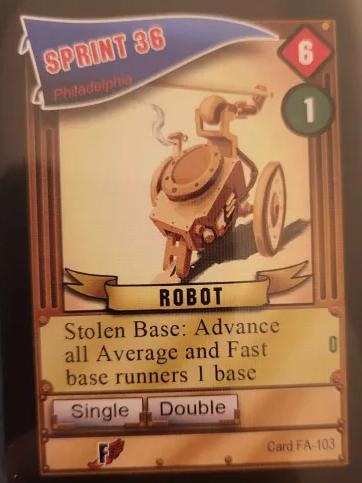 SPRINT 36
Philadelphia
6
1
ROBOT
Stolen Base: Advance
all Average and Fast
base runners 1 base
0
Single Double
F
Card FA-103